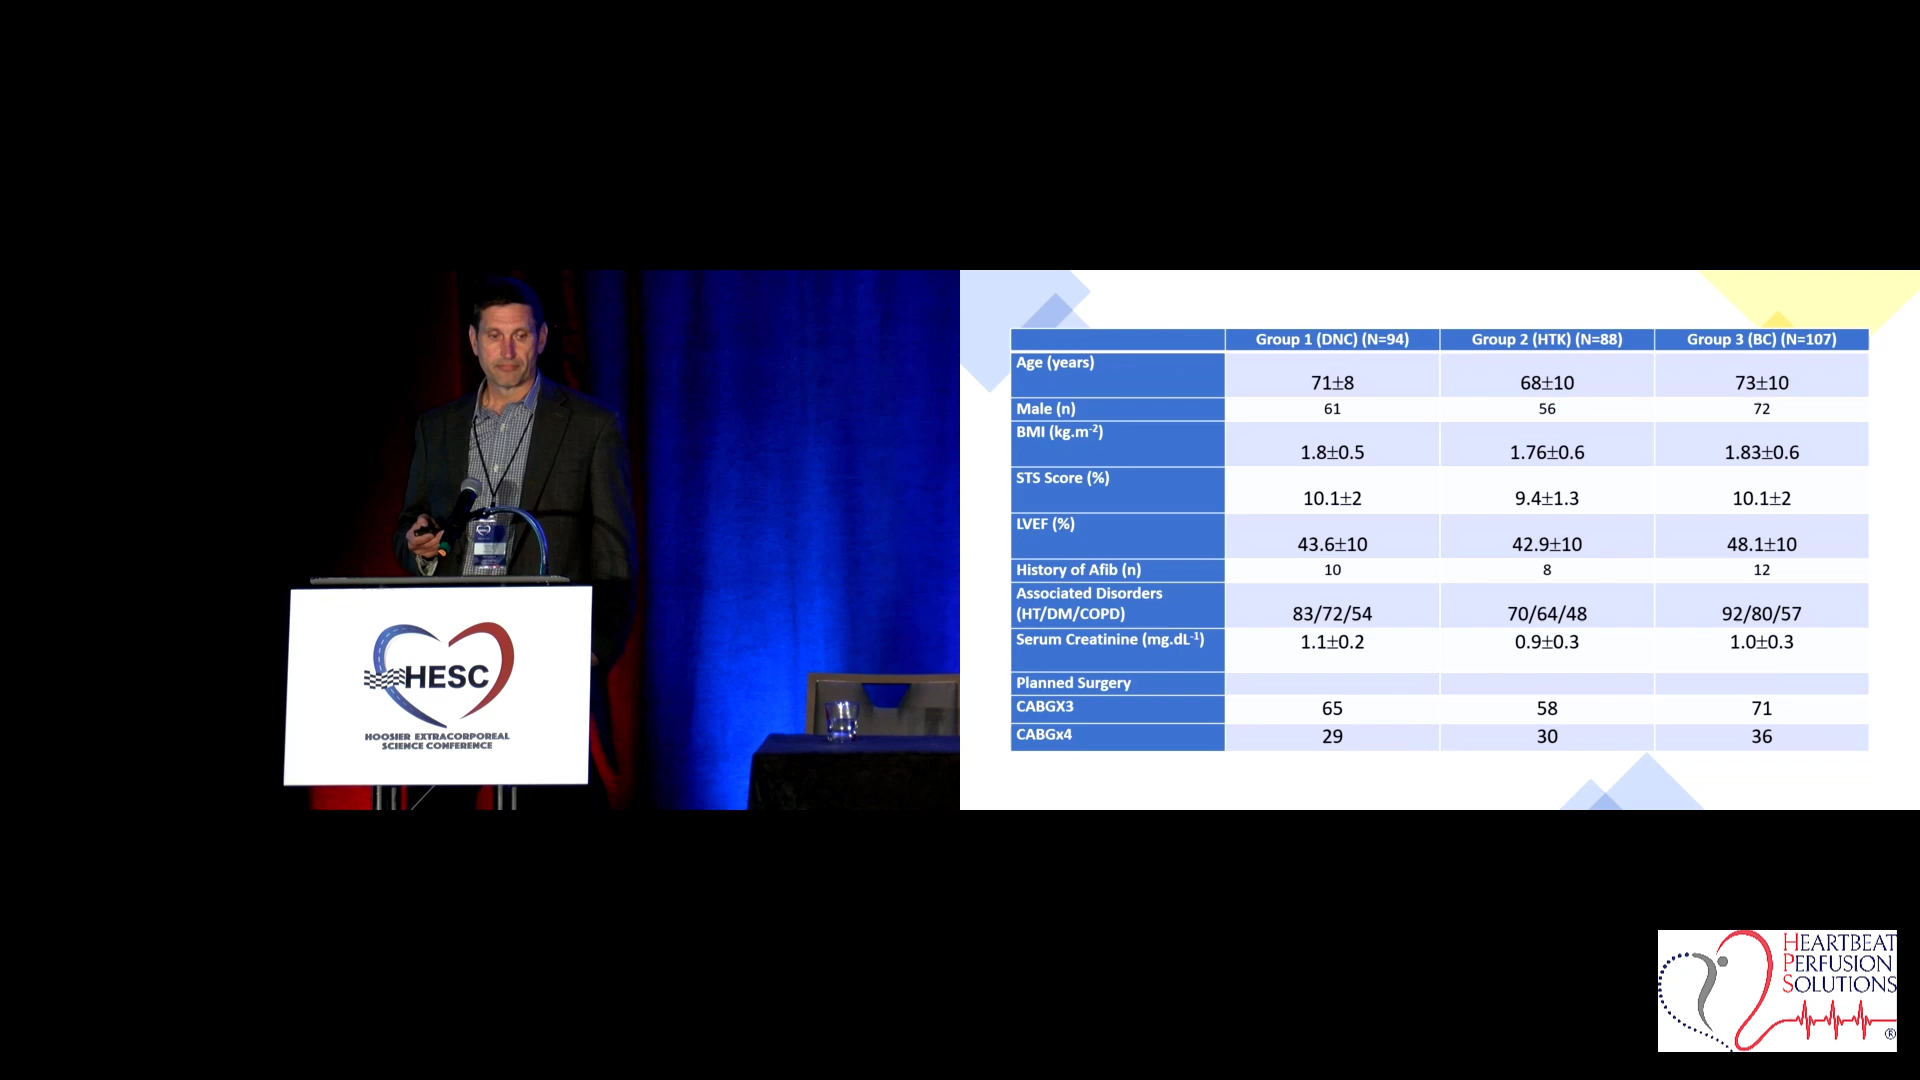 HESC
HOOSIER EXTRACORPOREAL
SCIENCE CONFERENCE
Group 1 (DNC) (N=94) Group 2 (HTK) (N=88) Group 3 (BC) (N=107)
Age (years) 71±8 68±10 73±10
Male (n) 61 56 72
BMI (kg.m-2) 1.8±0.5 1.76±0.6 1.83±0.6
STS Score (%) 10.1±2 9.4±1.3 10.1±2
LVEF (%) 43.6±10 42.9±10 48.1±10
History of Afib (n) 10 8 12
Associated Disorders
(HT/DM/COPD) 83/72/54 70/64/48 92/80/57
Serum Creatinine (mg.dL-1) 1.1±0.2 0.9±0.3 1.0±0.3
Planned Surgery
CABGX3 65 58 71
CABGx4 29 30 36
HEARTBEAT
PERFUSION
SOLUTIONS
®